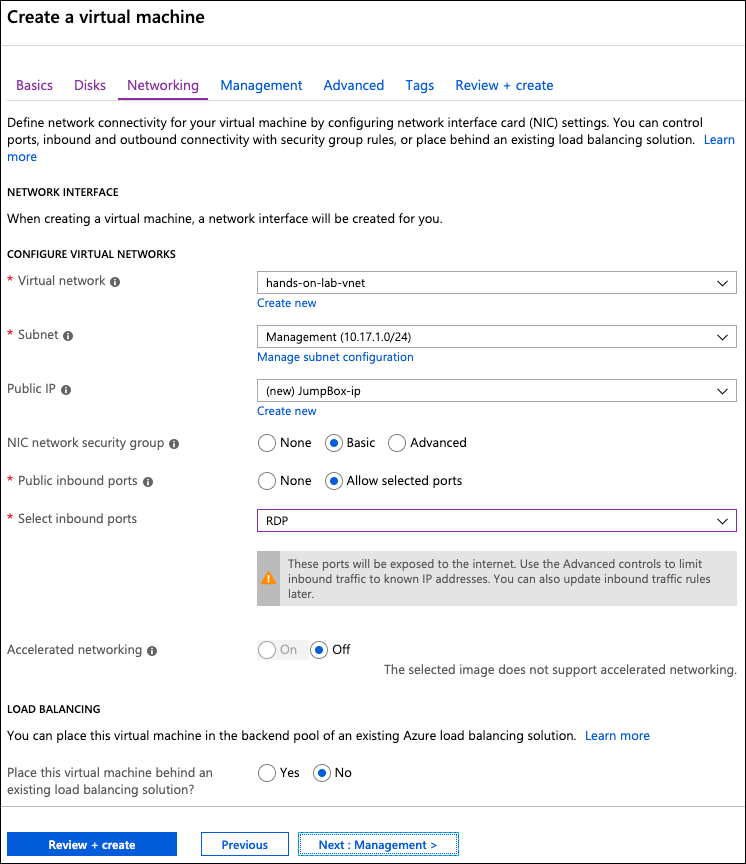 Create a virtual machine
Basics Disks Networking Management Advanced Tags Review + create
Define network connectivity for your virtual machine by configuring network interface card (NIC) settings. You can control
ports, inbound and outbound connectivity with security group rules, or place behind an existing load balancing solution. Learn
more
NETWORK INTERFACE
When creating a virtual machine, a network interface will be created for you.
CONFIGURE VIRTUAL NETWORKS
* Virtual network
hands-on-lab-vnet
Create new
* Subnet
Management (10.17.1.0/24)
Manage subnet configuration
Public IP
(new) JumpBox-ip
Create new
NIC network security group
None Basic Advanced
* Public inbound ports
None Allow selected ports
* Select inbound ports
RDP
These ports will be exposed to the internet. Use the Advanced controls to limit
inbound traffic to known IP addresses. You can also update inbound traffic rules
later.
Accelerated networking
On Off
The selected image does not support accelerated networking.
LOAD BALANCING
You can place this virtual machine in the backend pool of an existing Azure load balancing solution. Learn more
Place this virtual machine behind an
existing load balancing solution?
Yes No
Review + create Previous Next : Management >